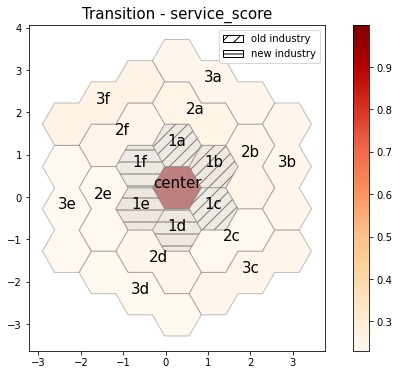 Transition - service_score
old industry
new industry
3a
3f
2a
2f
1a
1f
1b
2b
3b
center
2e
3e
1e
1c
1d
2c
2d
3c
3d
4
3
2
1
0
−1
−2
−3
−3
−2
−1
0
1
2
3
0.9
0.8
0.7
0.6
0.5
0.4
0.3